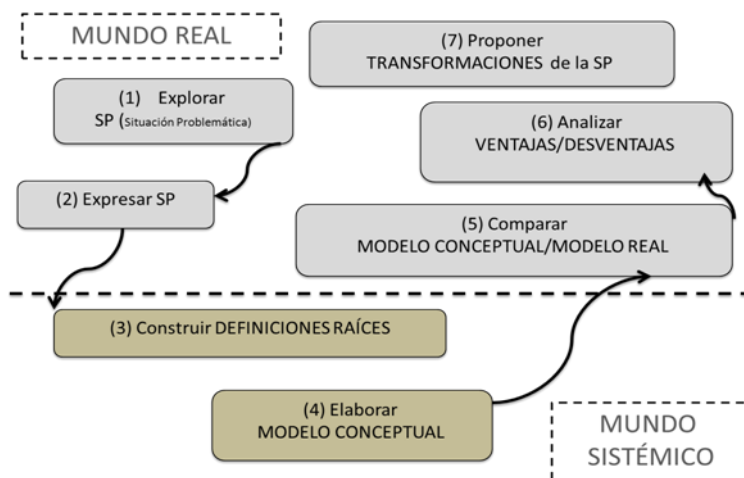 MUNDO REAL
(7) Proponer
TRANSFORMACIONES de la SP
(1) Explorar
SP (Situación Problemática)
(6) Analizar
VENTAJAS/DESVENTAJAS
(2) Expresar SP
(5) Comparar
MODELO CONCEPTUAL/MODELO REAL
(3) Construir DEFINICIONES RAÍCES
(4) Elaborar
MODELO CONCEPTUAL
MUNDO
SISTÉMICO